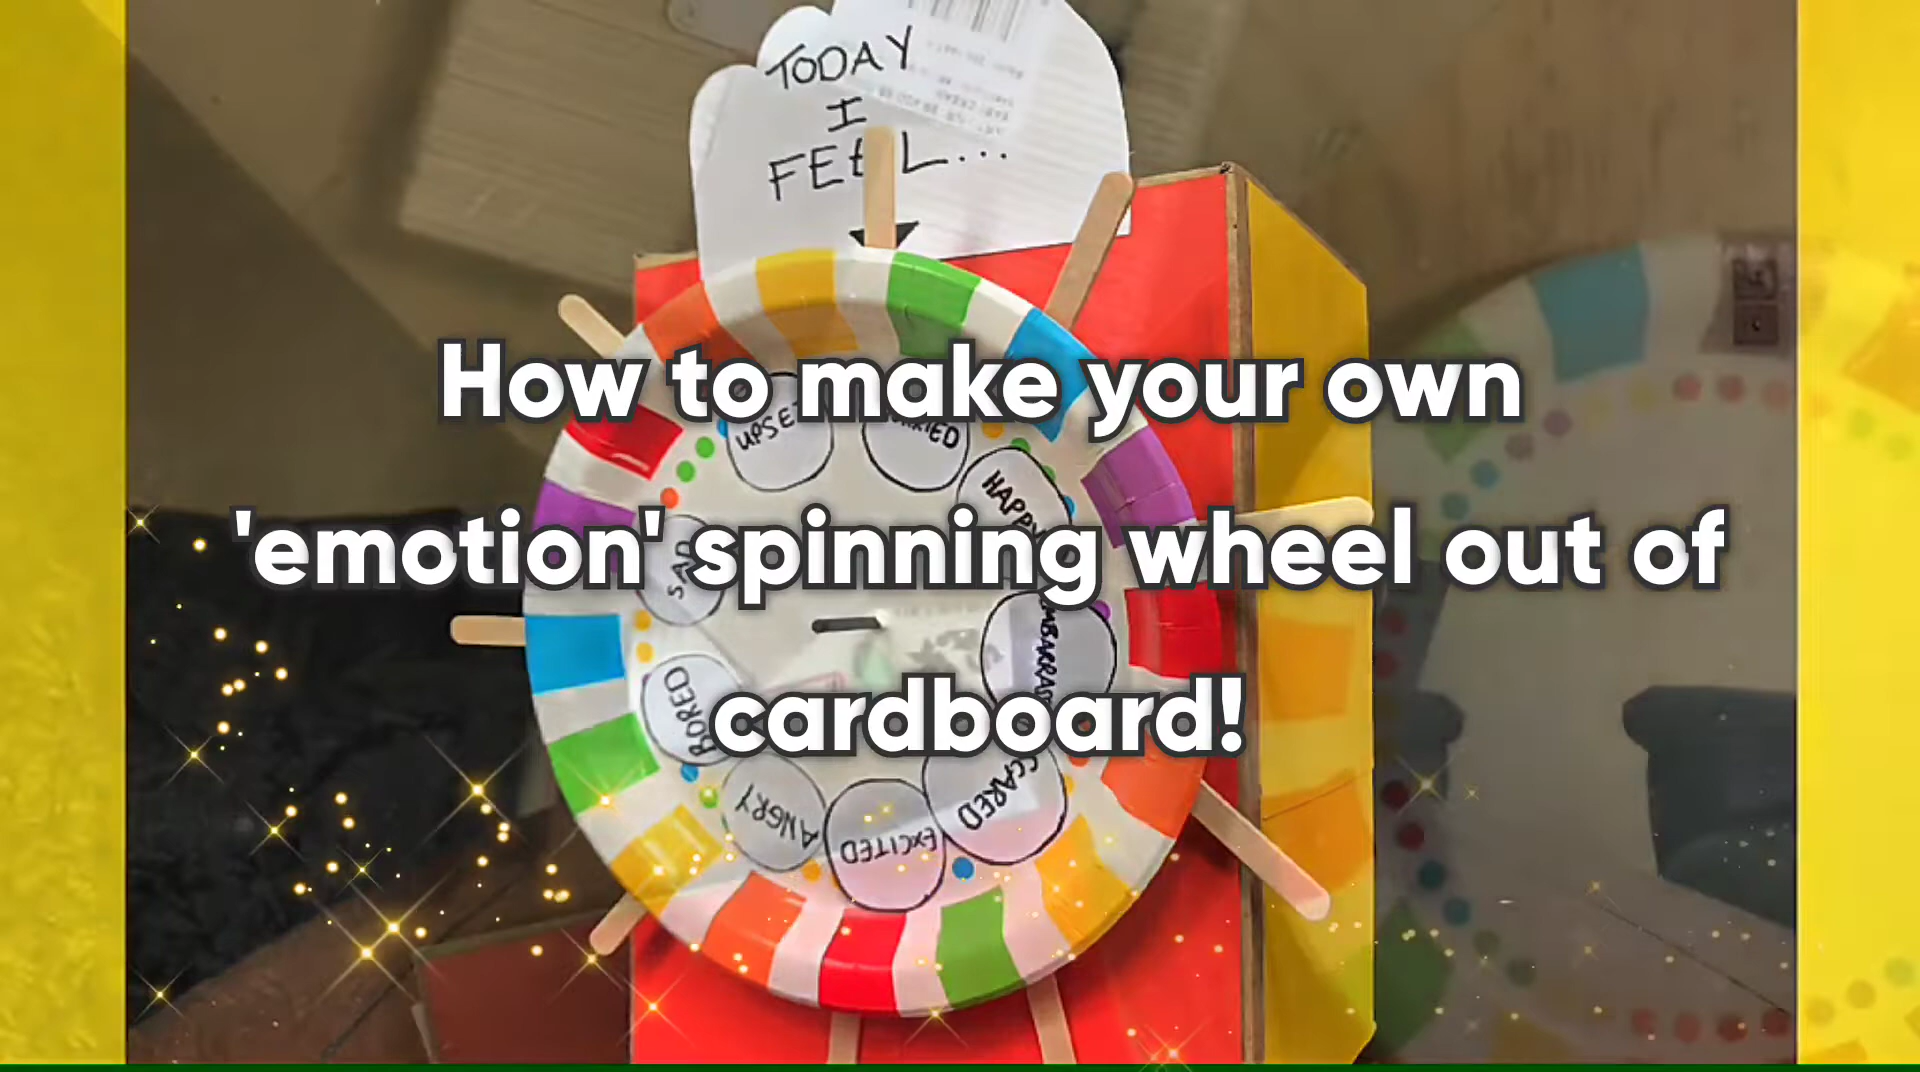 TODAY
I
FEEL...
How to make your own
'emotion' spinning wheel out of
cardboard!
UPSET
HAPPY
SAD
BORED
ANGRY
EXCITED
SCARED